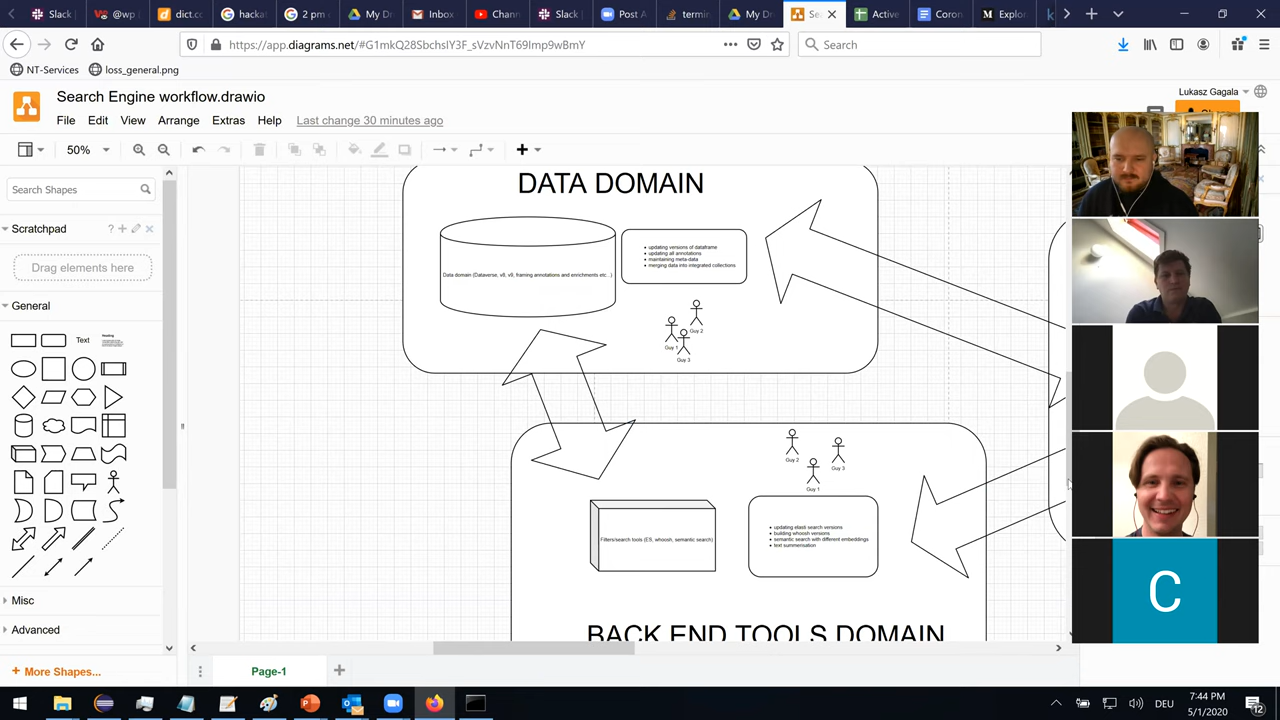 Slack
W @wp
dict.cc
hacka
2 pm
My D
Inbox
Chann
Slack
Post A
termin
My D
Se
Active
Coron
Explor
https://app.diagrams.net/#G1mkQ28SbchsIY3F_sVzvNnT69Imp9wBmY
Search
NT-Services
loss_general.png
Search Engine workflow.drawio
Lukasz Gagala
File Edit View Arrange Extras Help Last change 30 minutes ago
50%
Search Shapes
Scratchpad
Drag elements here
General
Text
Heading
Misc
Advanced
+ More Shapes...
DATA DOMAIN
Data domain (Dataverse, v8, v9, framing annotations and enrichments etc...)
• updating versions of dataframe
• updating all annotations
• maintaining meta-data
• merging data into integrated collections
Guy 2
Guy 1
Guy 3
Guy 2
Guy 3
Guy 1
Filters/search tools (ES, whoosh, semantic search)
• updating elasti search versions
• building whoosh versions
• semantic search with different embeddings
• text summerisation
BACK END TOOLS DOMAIN
C
Page-1
DEU
7:44 PM
5/1/2020
12